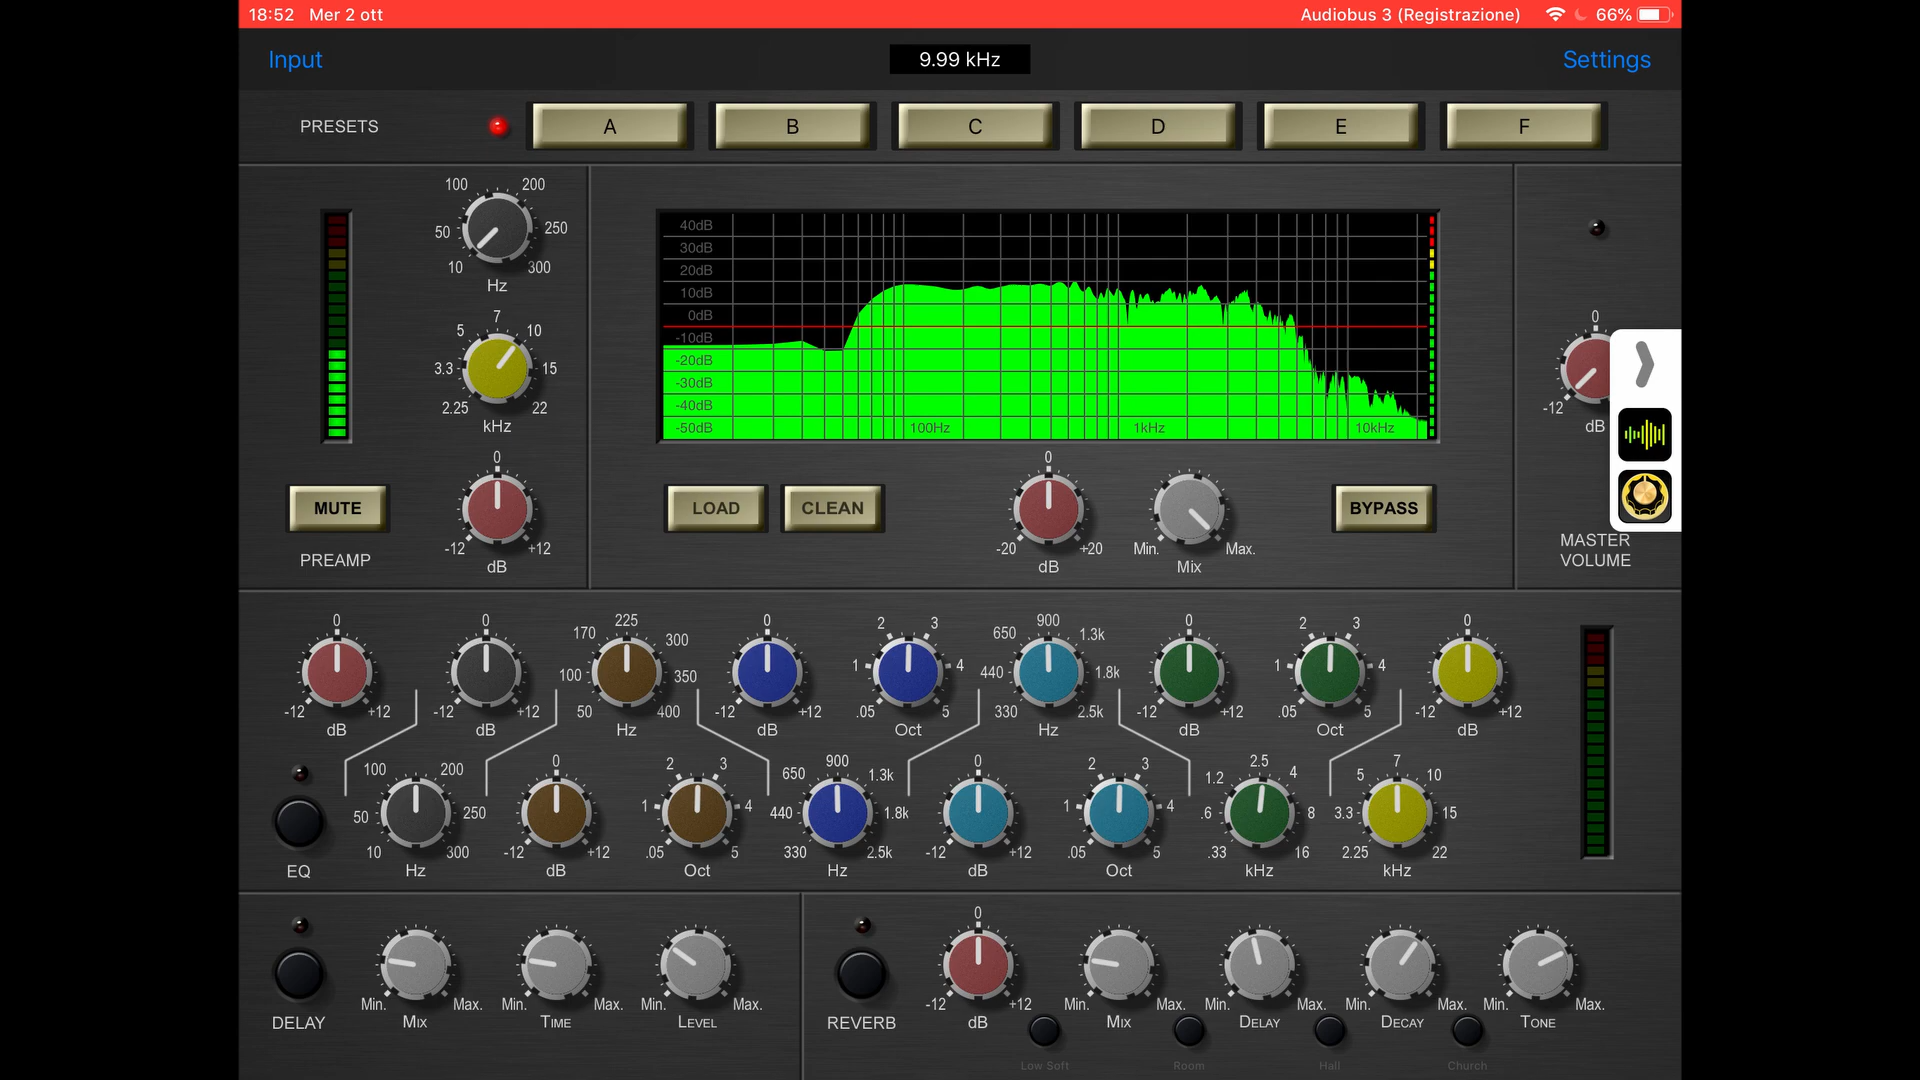 18:52 Mer 2 ott
Audiobus 3 (Registrazione) 66%
Input
9.99 kHz
Settings
PRESETS
A B C D E F
100 200
50 250
10 300
Hz
7
5 10
3.3 15
2.25 22
kHz
0
-12 +12
dB
MUTE
PREAMP
40dB
30dB
20dB
10dB
0dB
-10dB
-20dB
-30dB
-40dB
-50dB
100Hz 1kHz 10kHz
LOAD
CLEAN
0
-20 +20
dB
Min. Max.
Mix
BYPASS
0
-12
dB
MASTER
VOLUME
0
-12 +12
dB
0
-12 +12
dB
225
170 300
100 350
50 400
Hz
0
-12 +12
dB
2 3
1 4
.05 5
Oct
900
650 1.3k
440 1.8k
330 2.5k
Hz
0
-12 +12
dB
2 3
1 4
.05 5
Oct
0
-12 +12
dB
EQ
100 200
50 250
10 300
Hz
0
-12 +12
dB
2 3
1 4
.05 5
Oct
900
650 1.3k
440 1.8k
330 2.5k
Hz
0
-12 +12
dB
2 3
1 4
.05 5
Oct
2.5
1.2 4
.6 8
.33 16
kHz
7
5 10
3.3 15
2.25 22
kHz
DELAY
Min. Max.
MIX
Min. Max.
TIME
Min. Max.
LEVEL
REVERB
0
-12 +12
dB
Min. Max.
MIX
Min. Max.
DELAY
Min. Max.
DECAY
Min. Max.
TONE
Low Soft
Room
Hall
Church